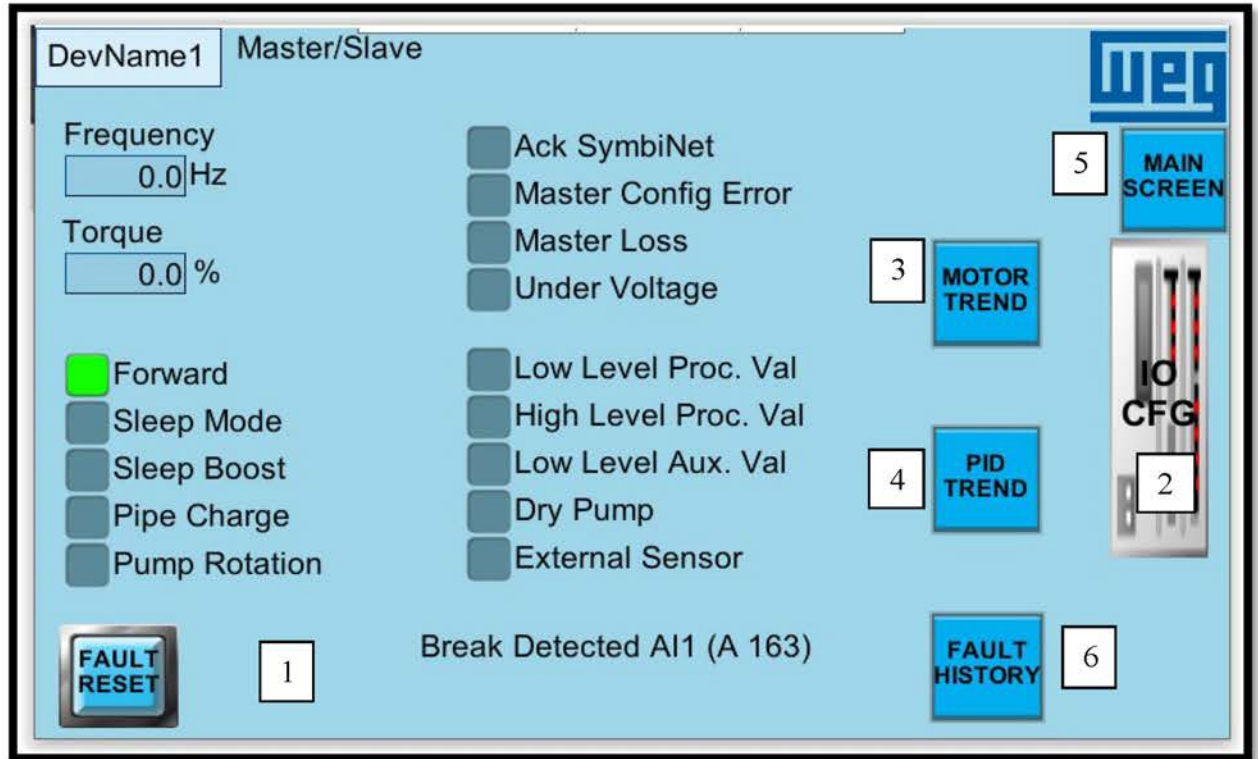 DevName1 Master/Slave
weg
Frequency
0.0 Hz
Torque
0.0 %
Forward
Sleep Mode
Sleep Boost
Pipe Charge
Pump Rotation
Ack SymbiNet
Master Config Error
Master Loss
Under Voltage
Low Level Proc. Val
High Level Proc. Val
Low Level Aux. Val
Dry Pump
External Sensor
5
MAIN
SCREEN
3
MOTOR
TREND
IO
CFG
2
4
PID
TREND
FAULT
RESET
1
Break Detected AI1 (A 163)
FAULT
HISTORY
6